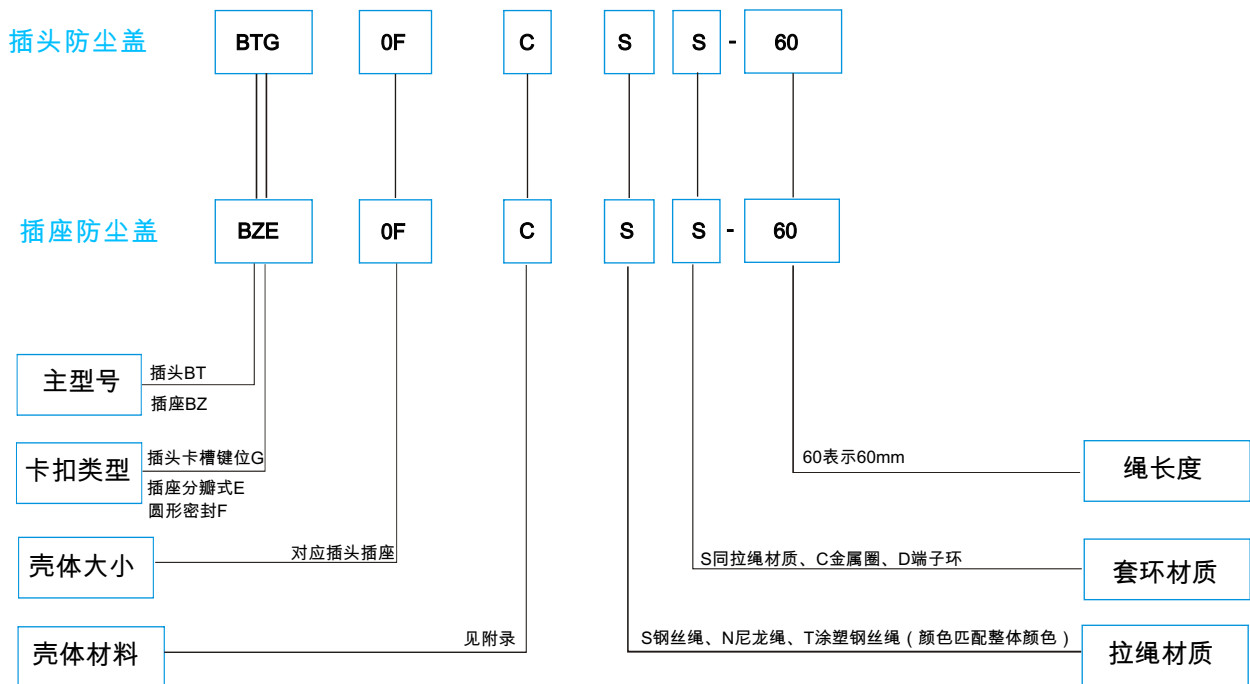 插头防尘盖 BTG 0F C S S - 60
插座防尘盖 BZE 0F C S S - 60
主型号 插头BT
插座BZ
卡扣类型 插头卡槽键位G
插座分瓣式E
圆形密封F
60表示60mm 绳长度
壳体大小 对应插头插座
S同拉绳材质、C金属圈、D端子环 套环材质
壳体材料 见附录
S钢丝绳、N尼龙绳、T涂塑钢丝绳（颜色匹配整体颜色） 拉绳材质